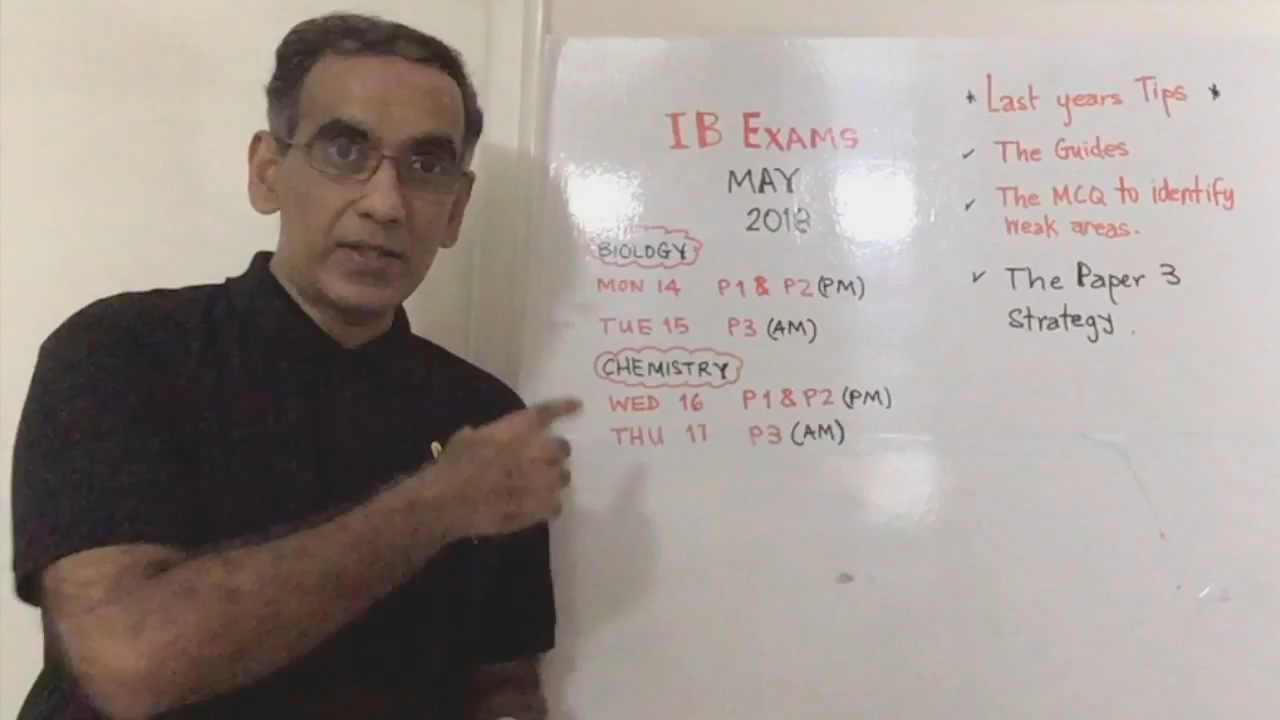 IB EXAMS
MAY
2018
BIOLOGY
MON 14 P1 & P2 (PM)
TUE 15 P3 (AM)
CHEMISTRY
WED 16 P1 & P2 (PM)
THU 17 P3 (AM)
* Last years Tips *
✓ The Guides
✓ The MCQ to identify
weak areas.
✓ The Paper 3
Strategy.